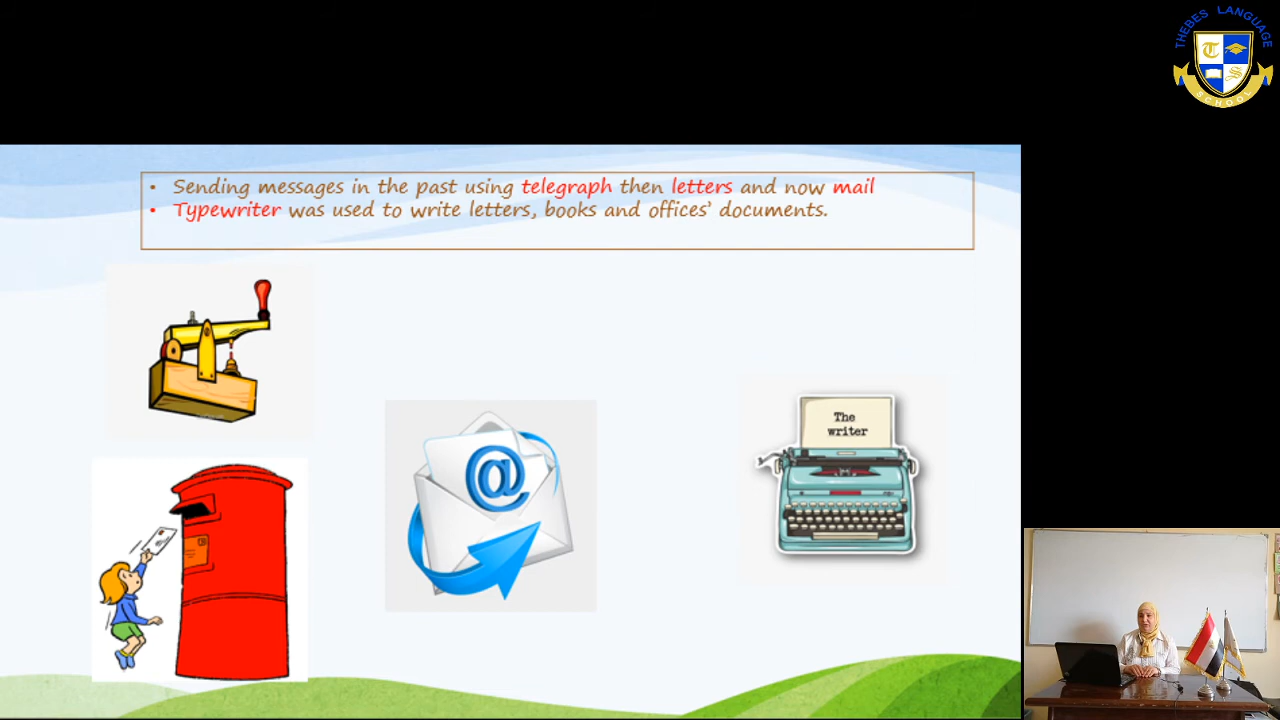 THEBES LANGUAGE
SCHOOL
• Sending messages in the past using telegraph then letters and now mail
• Typewriter was used to write letters, books and offices' documents.
The
writer
@